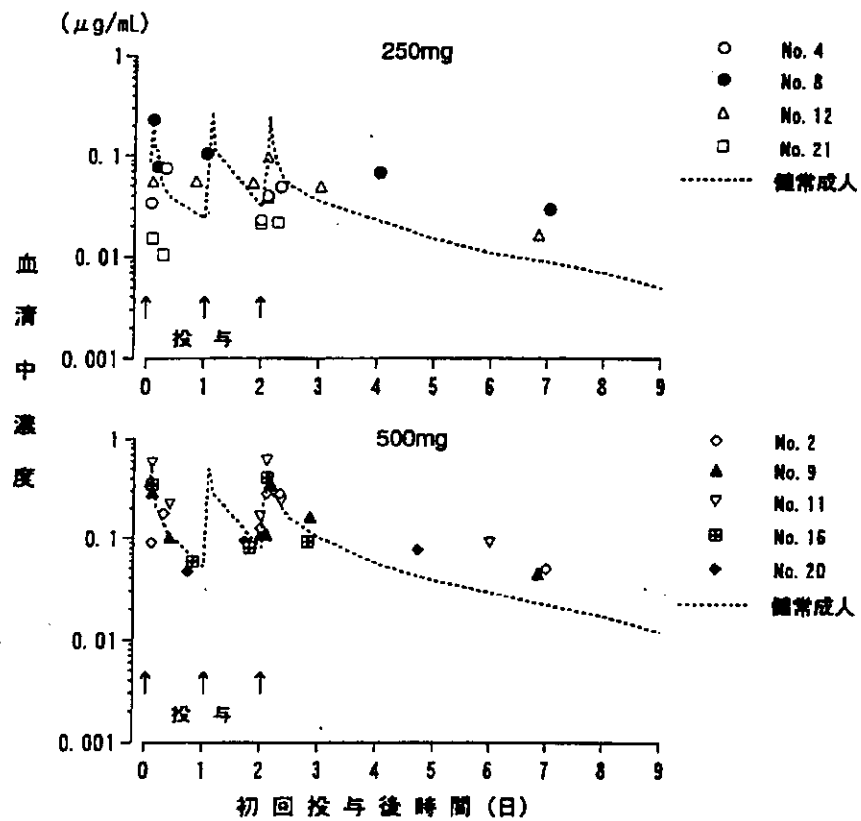 (μg/mL)
250mg
1
0.1
0.01
0.001
No. 4
No. 8
No. 12
No. 21
健常成人
投与
0 1 2 3 4 5 6 7 8 9
血清中濃度
500mg
1
0.1
0.01
0.001
No. 2
No. 9
No. 11
No. 16
No. 20
健常成人
投与
0 1 2 3 4 5 6 7 8 9
初回投与後時間(日)